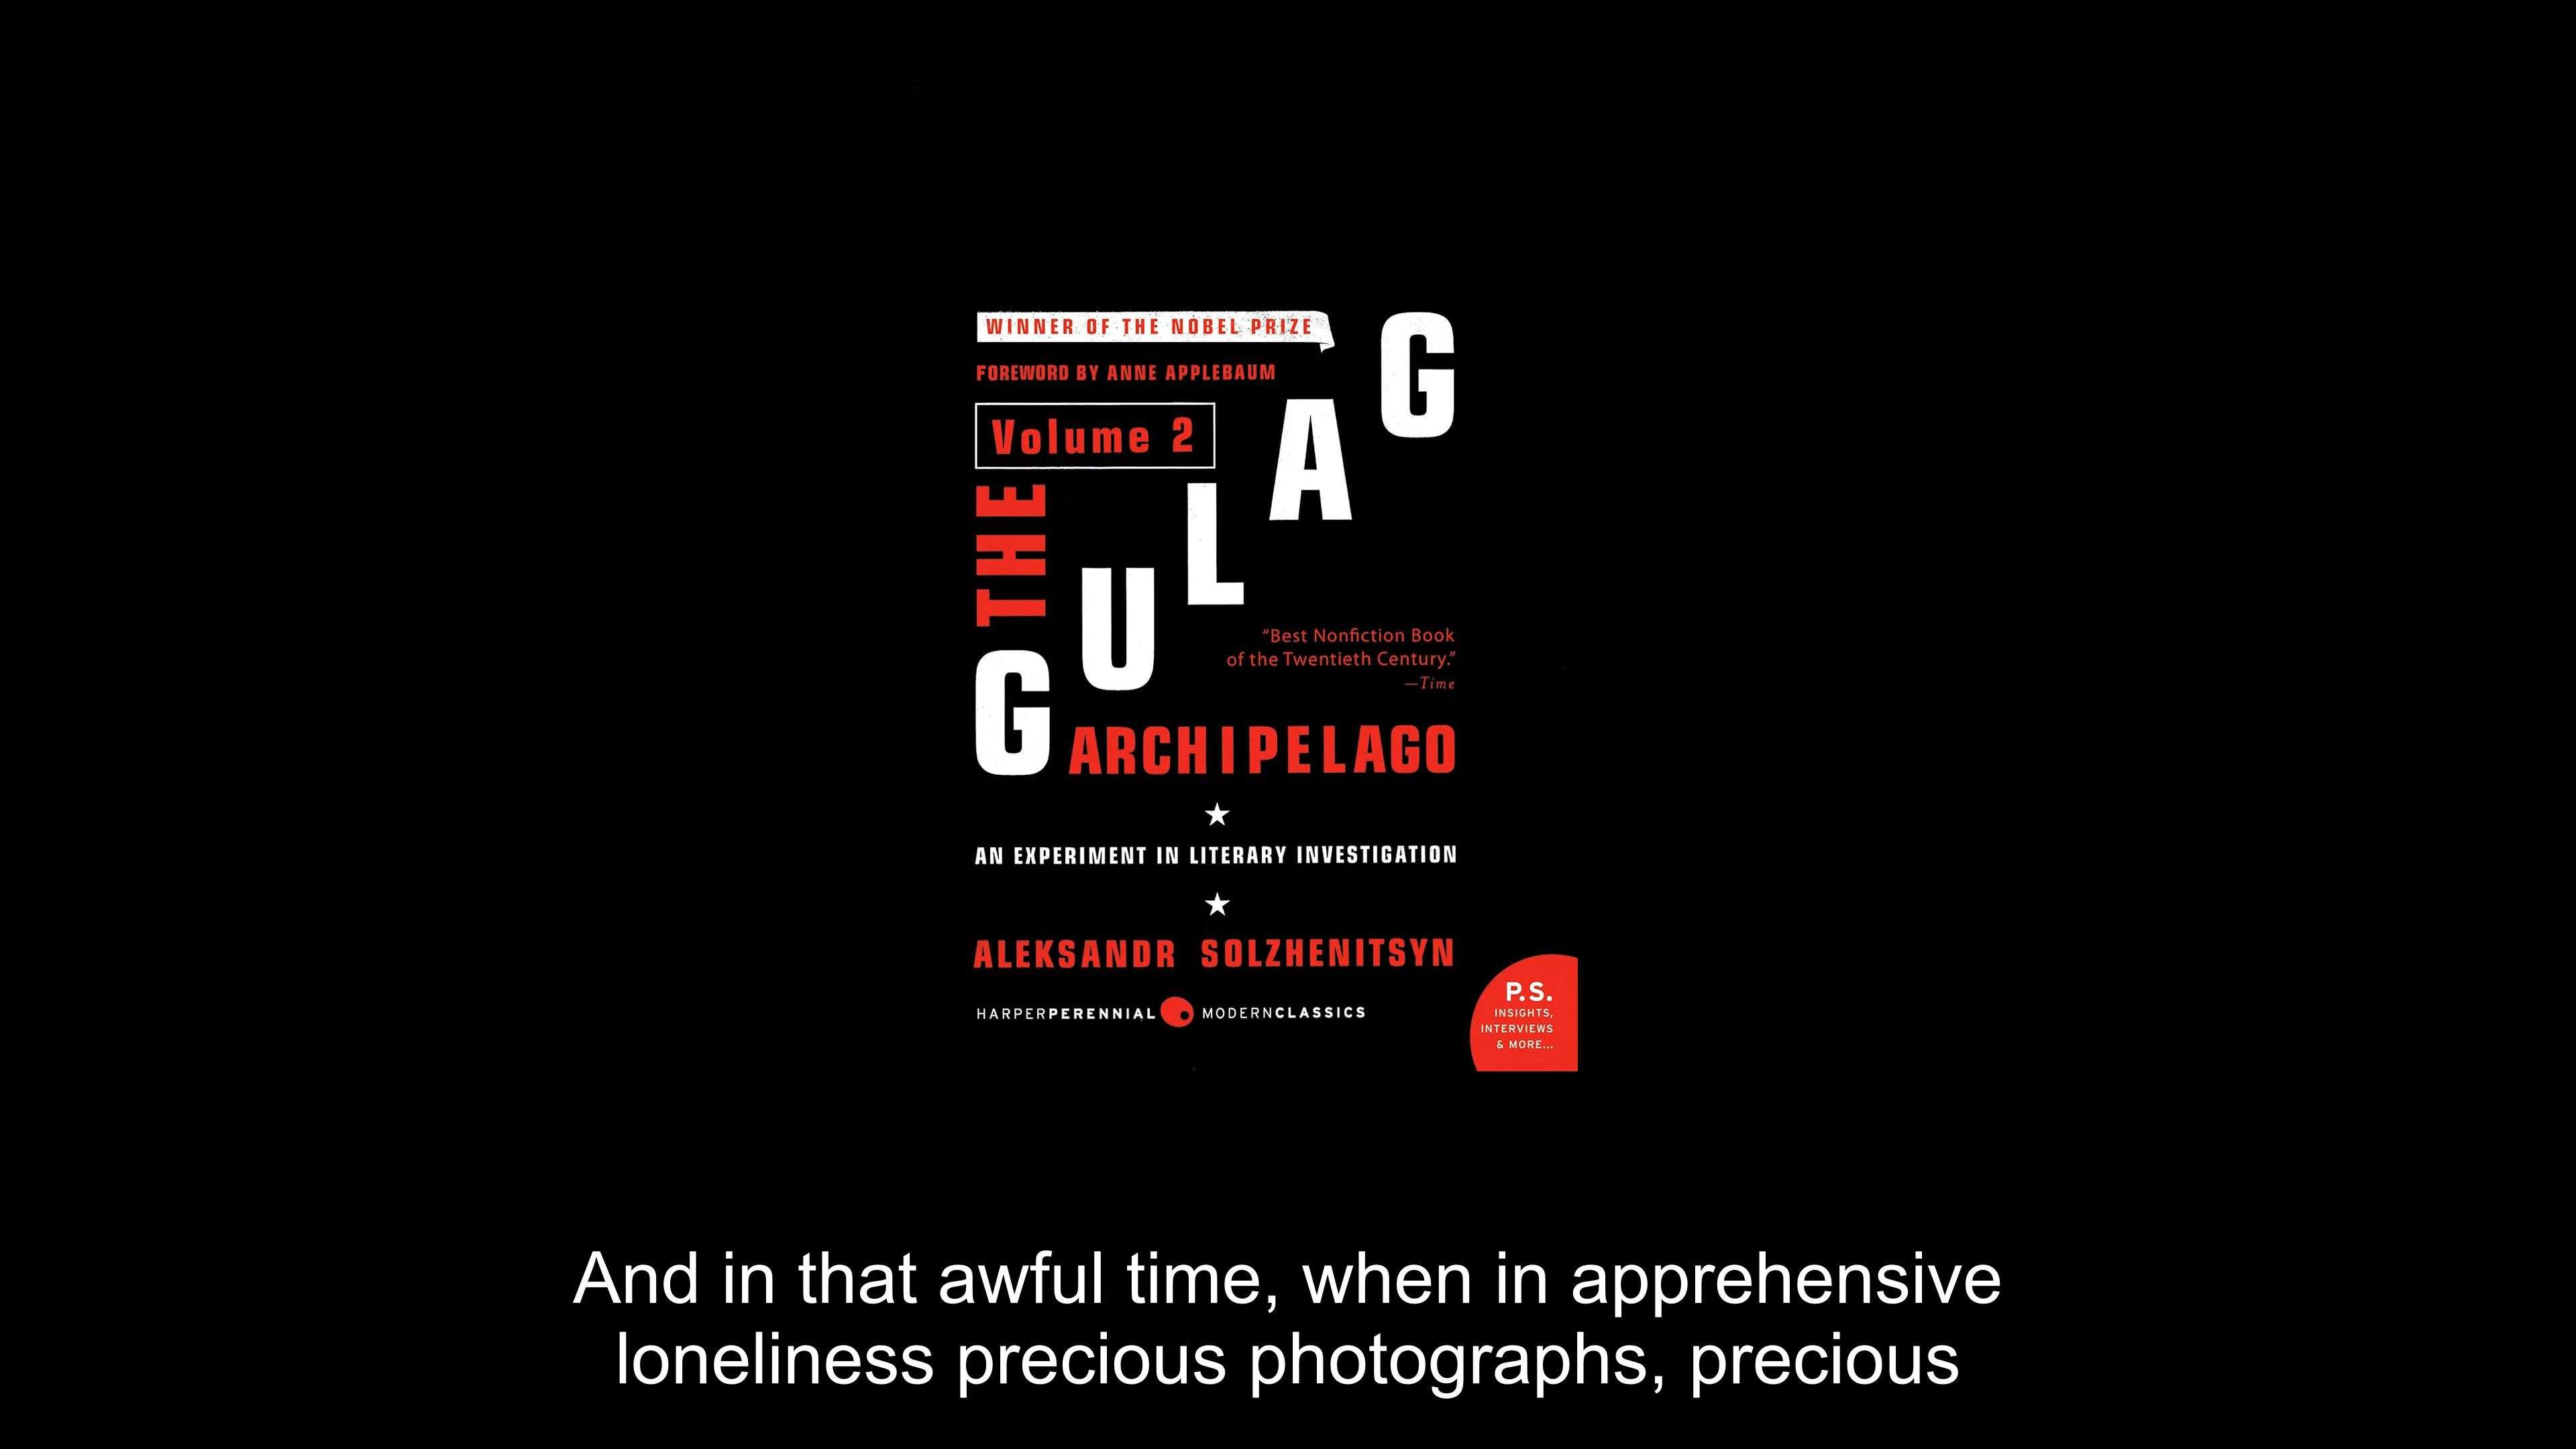 WINNER OF THE NOBEL PRIZE
FOREWORD BY ANNE APPLEBAUM
Volume 2
THE
GULAG
"Best Nonfiction Book
of the Twentieth Century."
—Time
ARCHIPELAGO
AN EXPERIMENT IN LITERARY INVESTIGATION
ALEKSANDR SOLZHENITSYN
HARPERPERENNIAL MODERNCLASSICS
P.S.
INSIGHTS,
INTERVIEWS
& MORE...
And in that awful time, when in apprehensive
loneliness precious photographs, precious